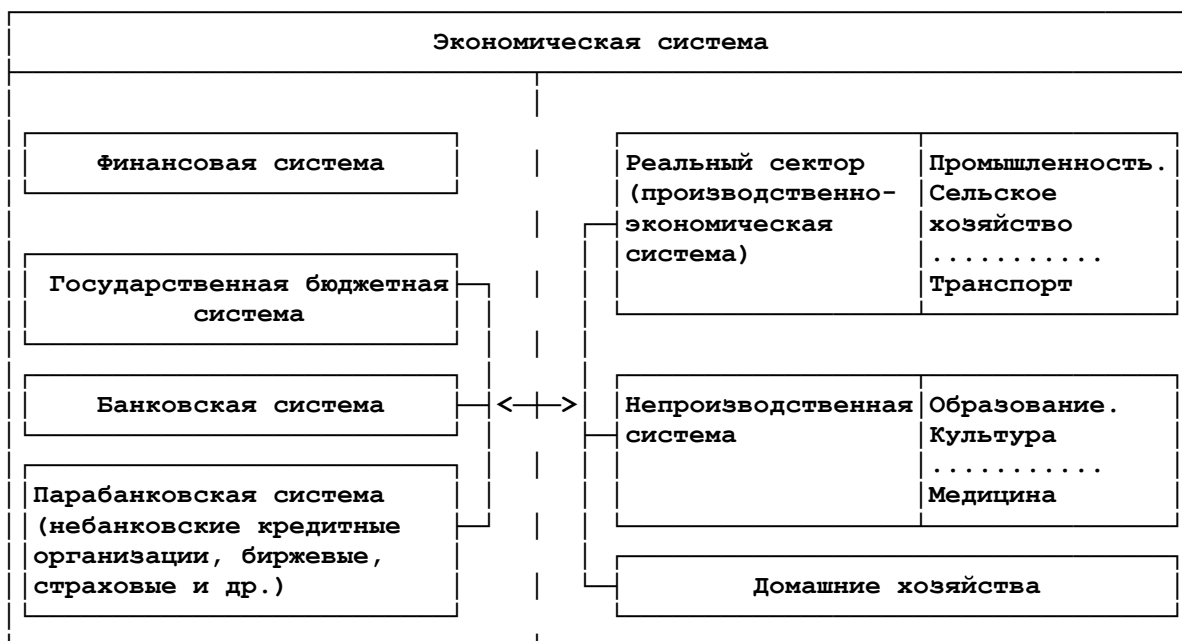 Экономическая система
Финансовая система
Государственная бюджетная
система
Банковская система
Парабанковская система
(небанковские кредитные
организации, биржевые,
страховые и др.)
Реальный сектор
(производственно-
экономическая
система)
Промышленность.
Сельское
хозяйство
...........
Транспорт
Непроизводственная
система
Образование.
Культура
...........
Медицина
Домашние хозяйства